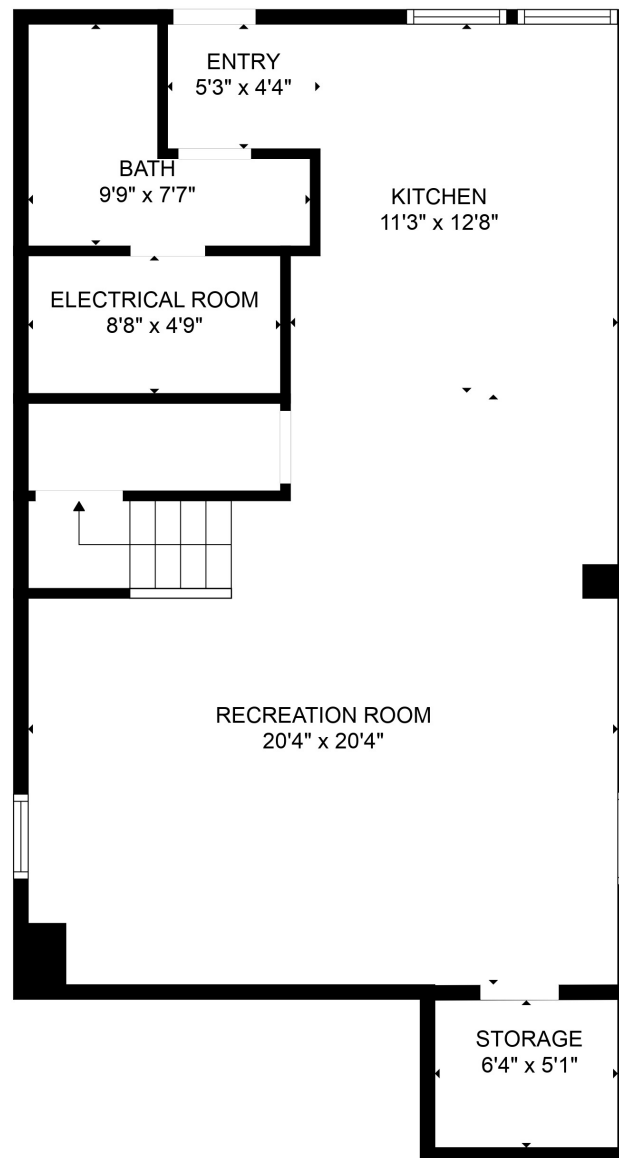 ENTRY
5'3" x 4'4"
BATH
9'9" x 7'7"
KITCHEN
11'3" x 12'8"
ELECTRICAL ROOM
8'8" x 4'9"
RECREATION ROOM
20'4" x 20'4"
STORAGE
6'4" x 5'1"